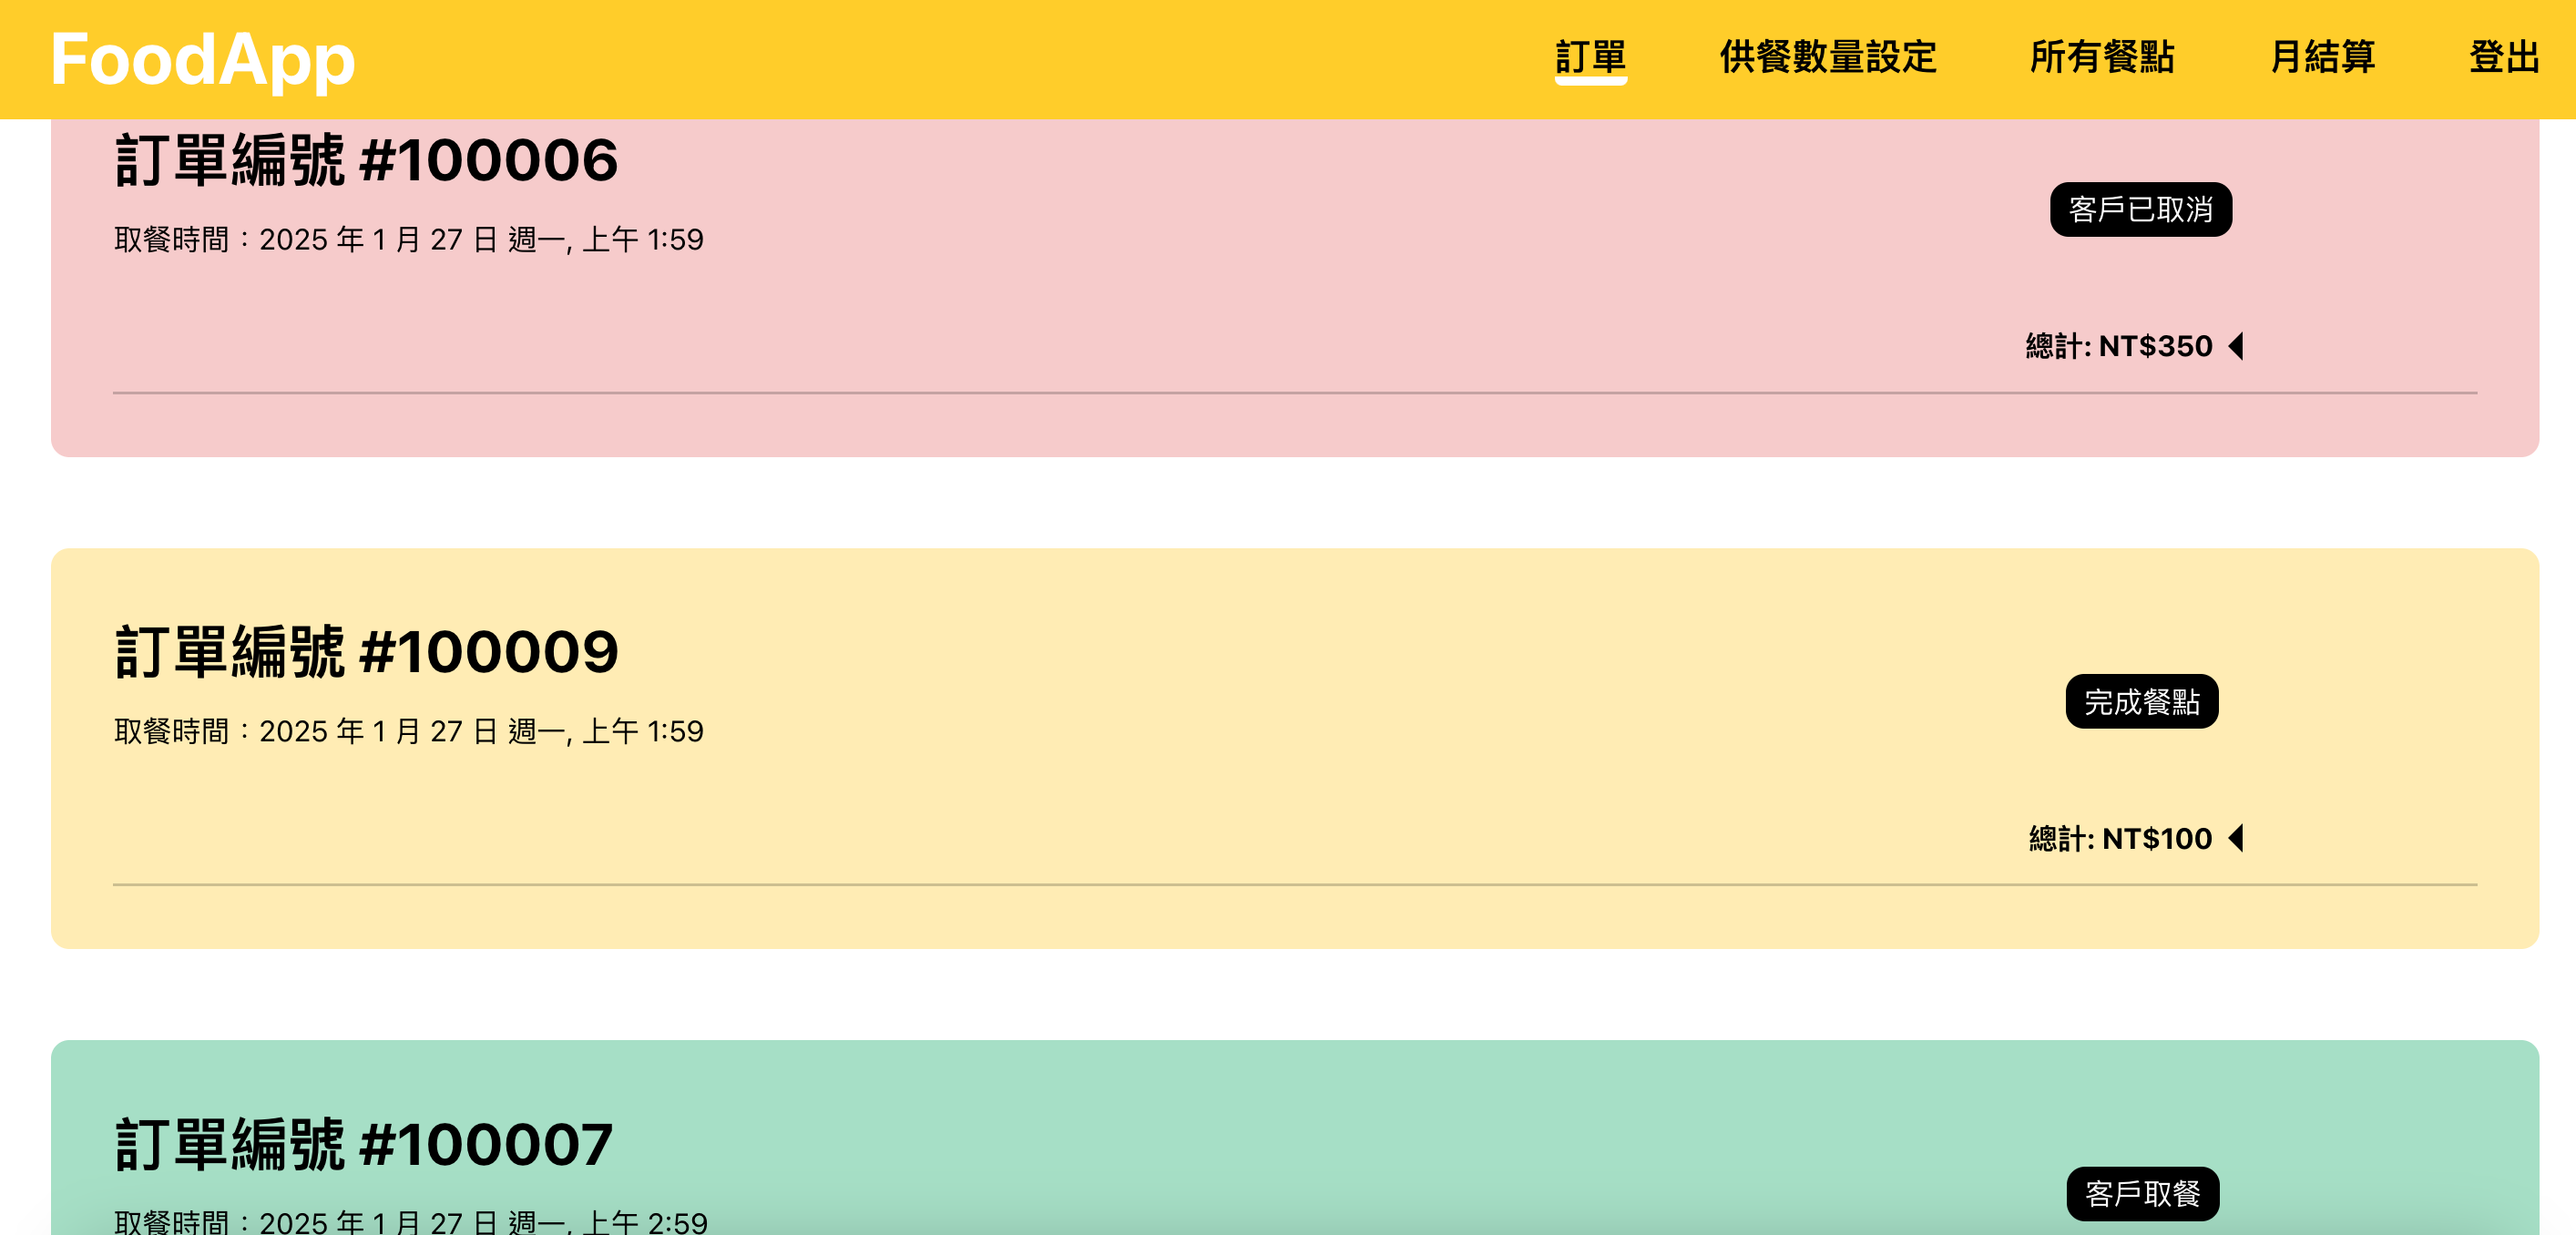 FoodApp 訂單 供餐數量設定 所有餐點 月結算 登出
訂單編號 #100006
客戶已取消
取餐時間：2025 年 1 月 27 日 週一, 上午 1:59
總計: NT$350
訂單編號 #100009
完成餐點
取餐時間：2025 年 1 月 27 日 週一, 上午 1:59
總計: NT$100
訂單編號 #100007
客戶取餐
取餐時間：2025 年 1 月 27 日 週一, 上午 2:59